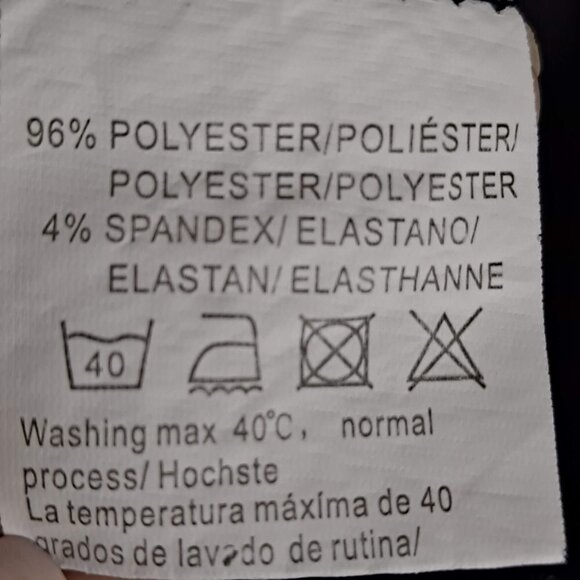 96% POLYESTER/POLIÉSTER/
POLYESTER/POLYESTER
4% SPANDEX/ ELASTANO/
ELASTAN/ ELASTHANNE
40
Washing max 40°C, normal
process/ Hochste
La temperatura máxíma de 40
grados de lavado de rutina/